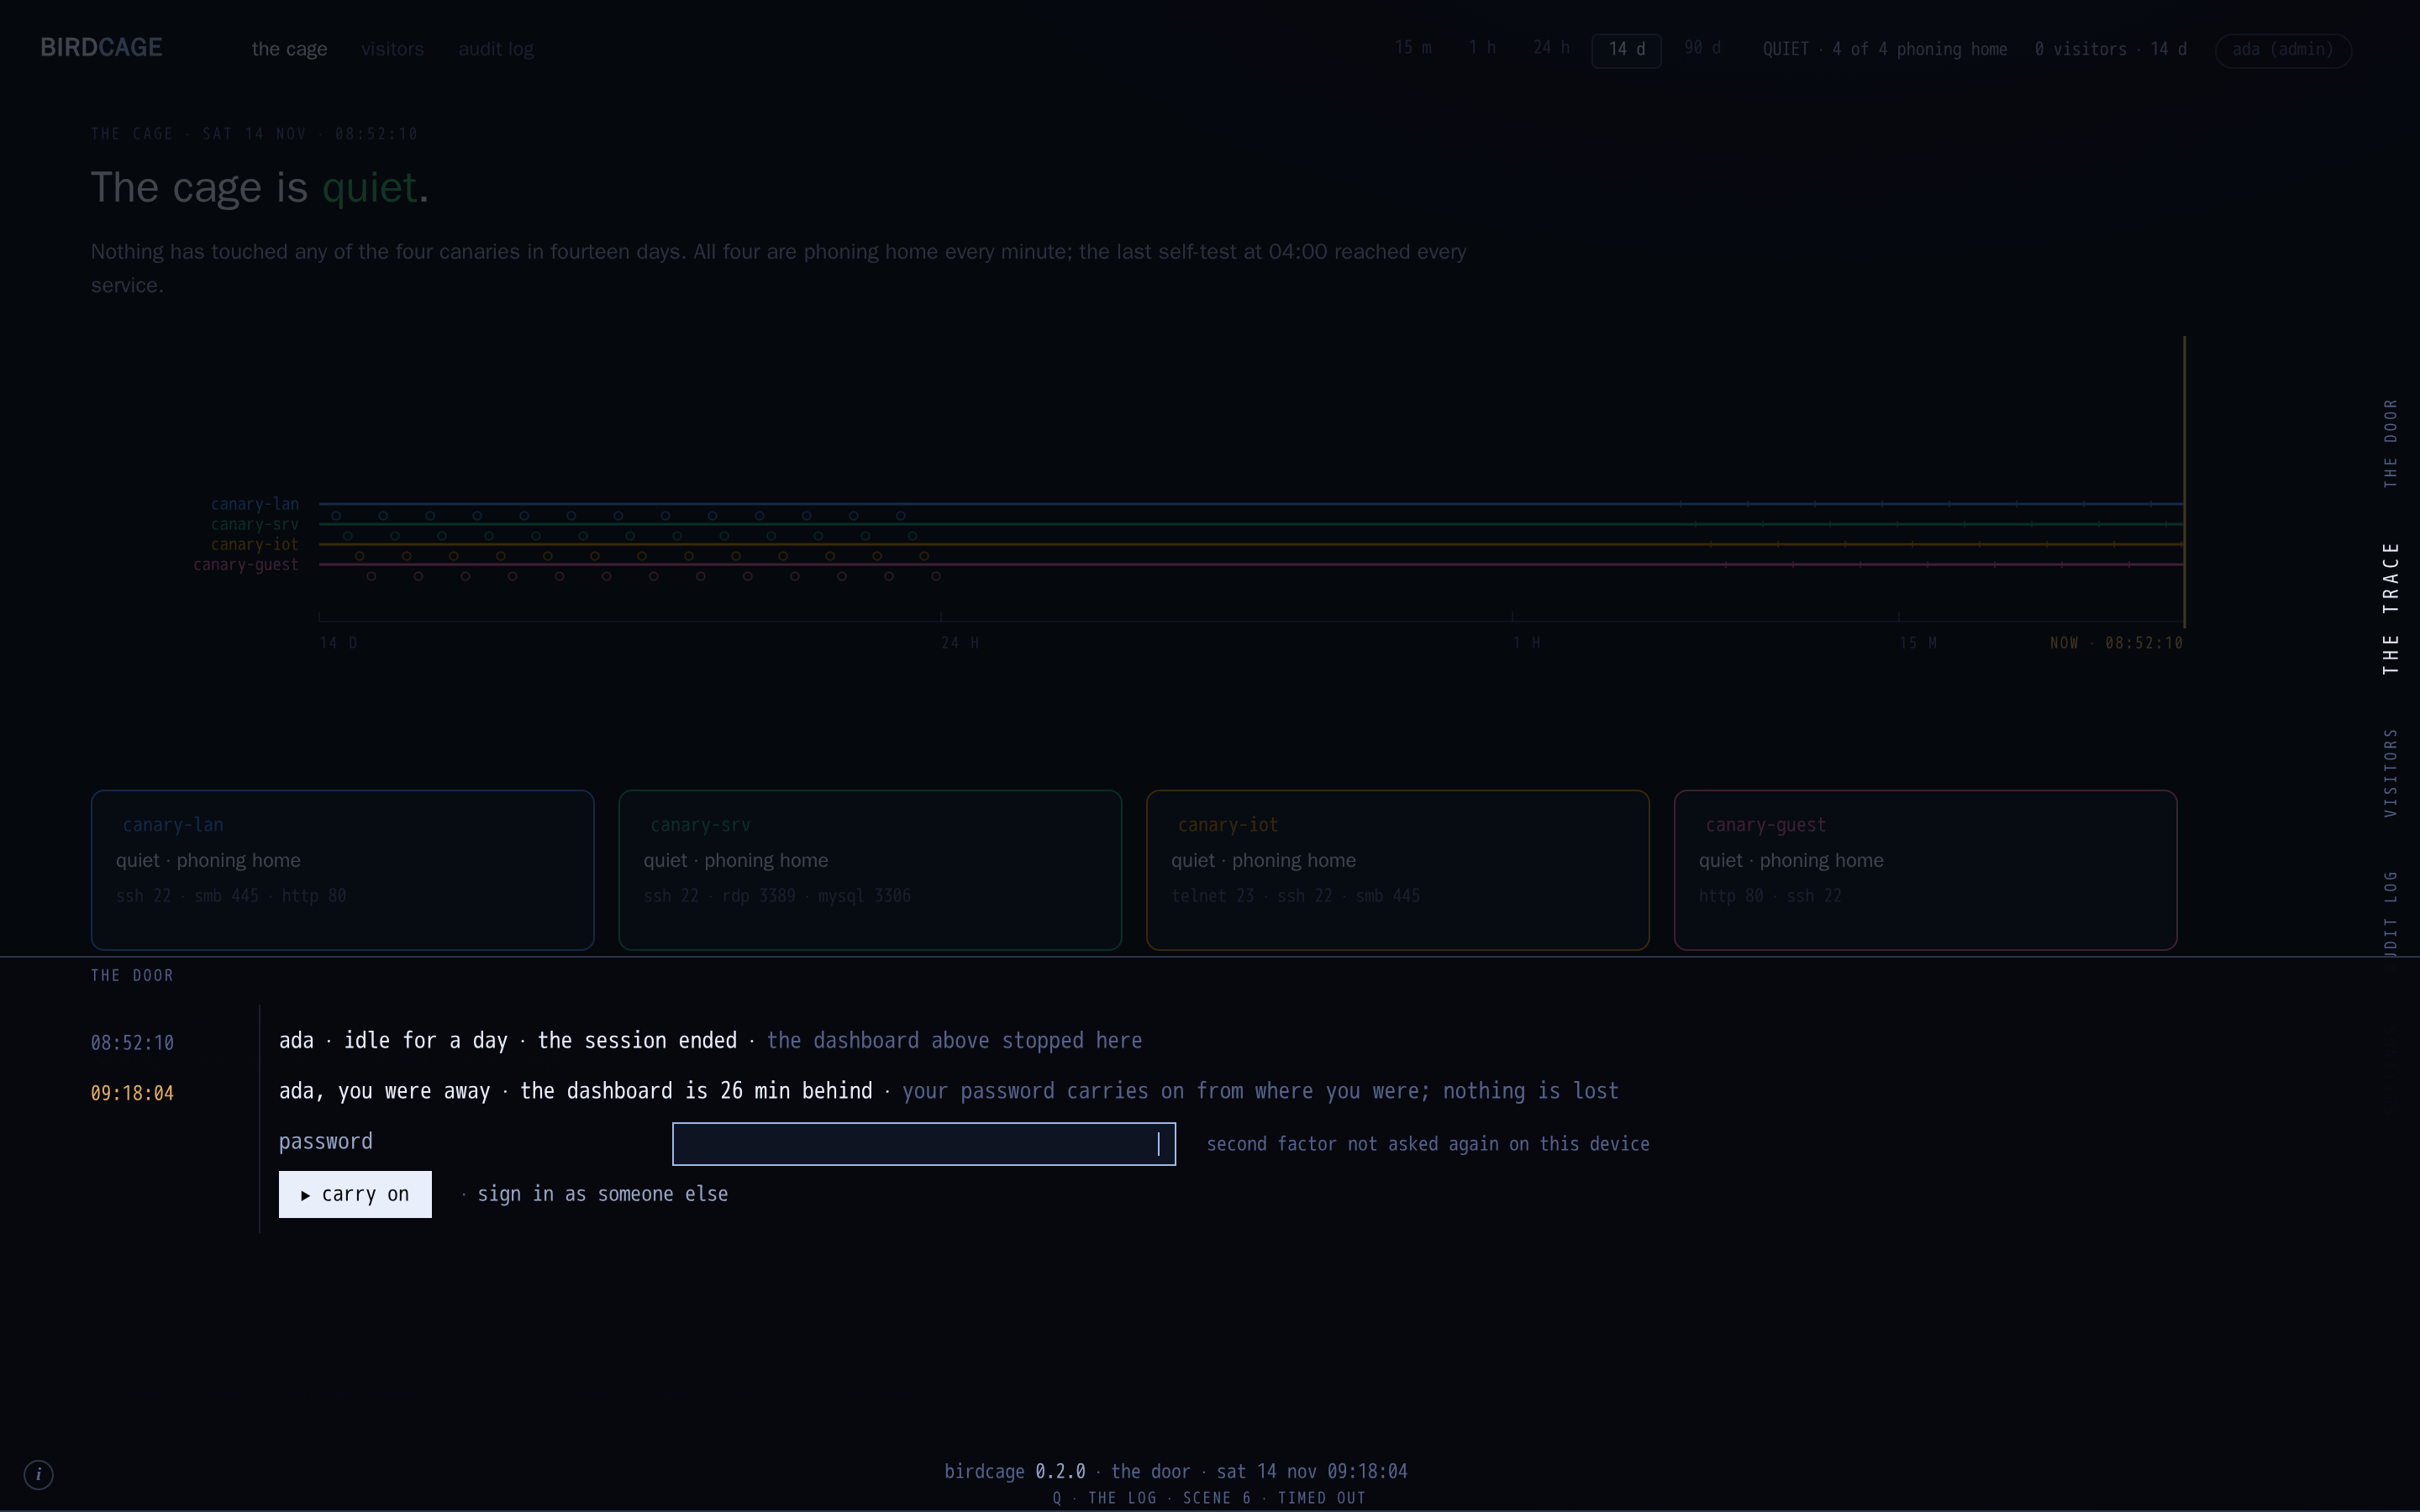 BIRDCAGE the cage visitors audit log 15 m 1 h 24 h 14 d 90 d QUIET · 4 of 4 phoning home 0 visitors · 14 d ada (admin)
THE CAGE · SAT 14 NOV · 08:52:10
The cage is quiet.
Nothing has touched any of the four canaries in fourteen days. All four are phoning home every minute; the last self-test at 04:00 reached every
service.
canary-lan
canary-srv
canary-iot
canary-guest
14 D 24 H 1 H 15 M NOW · 08:52:10
THE DOOR
THE TRACE
VISITORS
UDIT LOG
canary-lan
quiet · phoning home
ssh 22 · smb 445 · http 80
canary-srv
quiet · phoning home
ssh 22 · rdp 3389 · mysql 3306
canary-iot
quiet · phoning home
telnet 23 · ssh 22 · smb 445
canary-guest
quiet · phoning home
http 80 · ssh 22
THE DOOR
08:52:10 ada · idle for a day · the session ended · the dashboard above stopped here
09:18:04 ada, you were away · the dashboard is 26 min behind · your password carries on from where you were; nothing is lost
password second factor not asked again on this device
▸ carry on · sign in as someone else
i
birdcage 0.2.0 · the door · sat 14 nov 09:18:04
Q · THE LOG · SCENE 6 · TIMED OUT